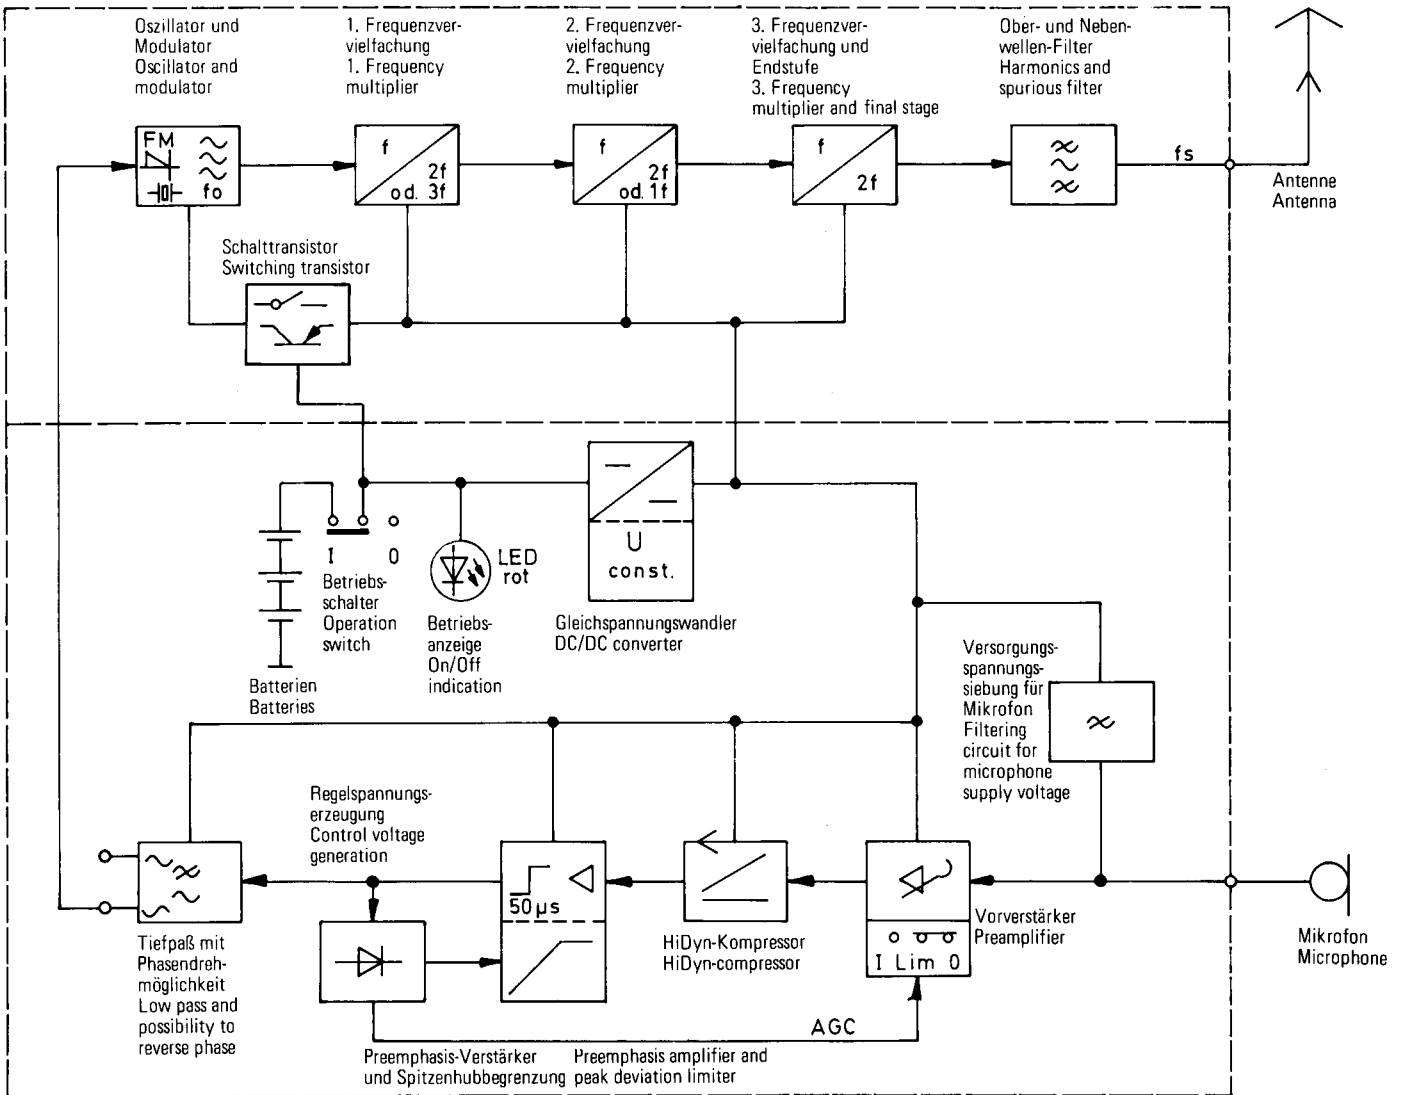 Oszillator und
Modulator
Oscillator and
modulator
1. Frequenzver-
vielfachung
1. Frequency
multiplier
2. Frequenzver-
vielfachung
2. Frequency
multiplier
3. Frequenzver-
vielfachung und
Endstufe
3. Frequency
multiplier and final stage
Ober- und Neben-
wellen-Filter
Harmonics and
spurious filter
FM
fo
f
2f
od. 3f
f
2f
od. 1f
f
2f
fs
Antenne
Antenna
Schalttransistor
Switching transistor
I O
Betriebs-
schalter
Operation
switch
LED
rot
Betriebs-
anzeige
On/Off
indication
U
const.
Gleichspannungswandler
DC/DC converter
Batterien
Batteries
Versorgungs-
spannungs-
siebung für
Mikrofon
Filtering
circuit for
microphone
supply voltage
Regelspannungs-
erzeugung
Control voltage
generation
50 µs
I Lim O
Vorverstärker
Preamplifier
HiDyn-Kompressor
HiDyn-compressor
Mikrofon
Microphone
Tiefpaß mit
Phasendreh-
möglichkeit
Low pass and
possibility to
reverse phase
AGC
Preemphasis-Verstärker
und Spitzenhubbegrenzung
Preemphasis amplifier and
peak deviation limiter